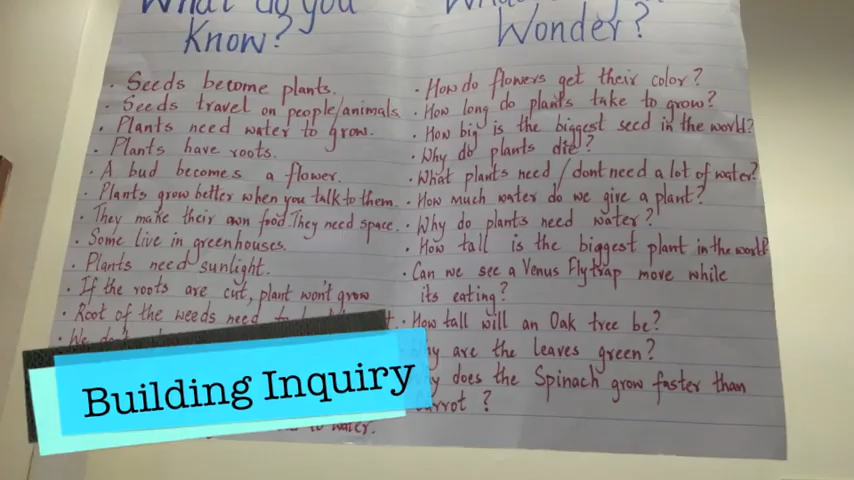 What do you
Know?
· Seeds become plants.
· Seeds travel on people/animals.
· Plants need water to grow.
· Plants have roots.
· A bud becomes a flower.
· Plants grow better when you talk to them.
· They make their own food. They need space.
· Some live in greenhouses.
· Plants need sunlight.
· If the roots are cut, plant won't grow
· Root of the weeds need to
to water.
Wonder?
· How do flowers get their color?
· How long do plants take to grow?
· How big is the biggest seed in the world?
· Why do plants die?
· What plants need / dont need a lot of water?
· How much water do we give a plant?
· Why do plants need water?
· How tall is the biggest plant in the world
· Can we see a Venus Flytrap move while
its eating?
· How tall will an Oak tree be?
are the leaves green?
does the Spinach grow faster than
?
Building Inquiry